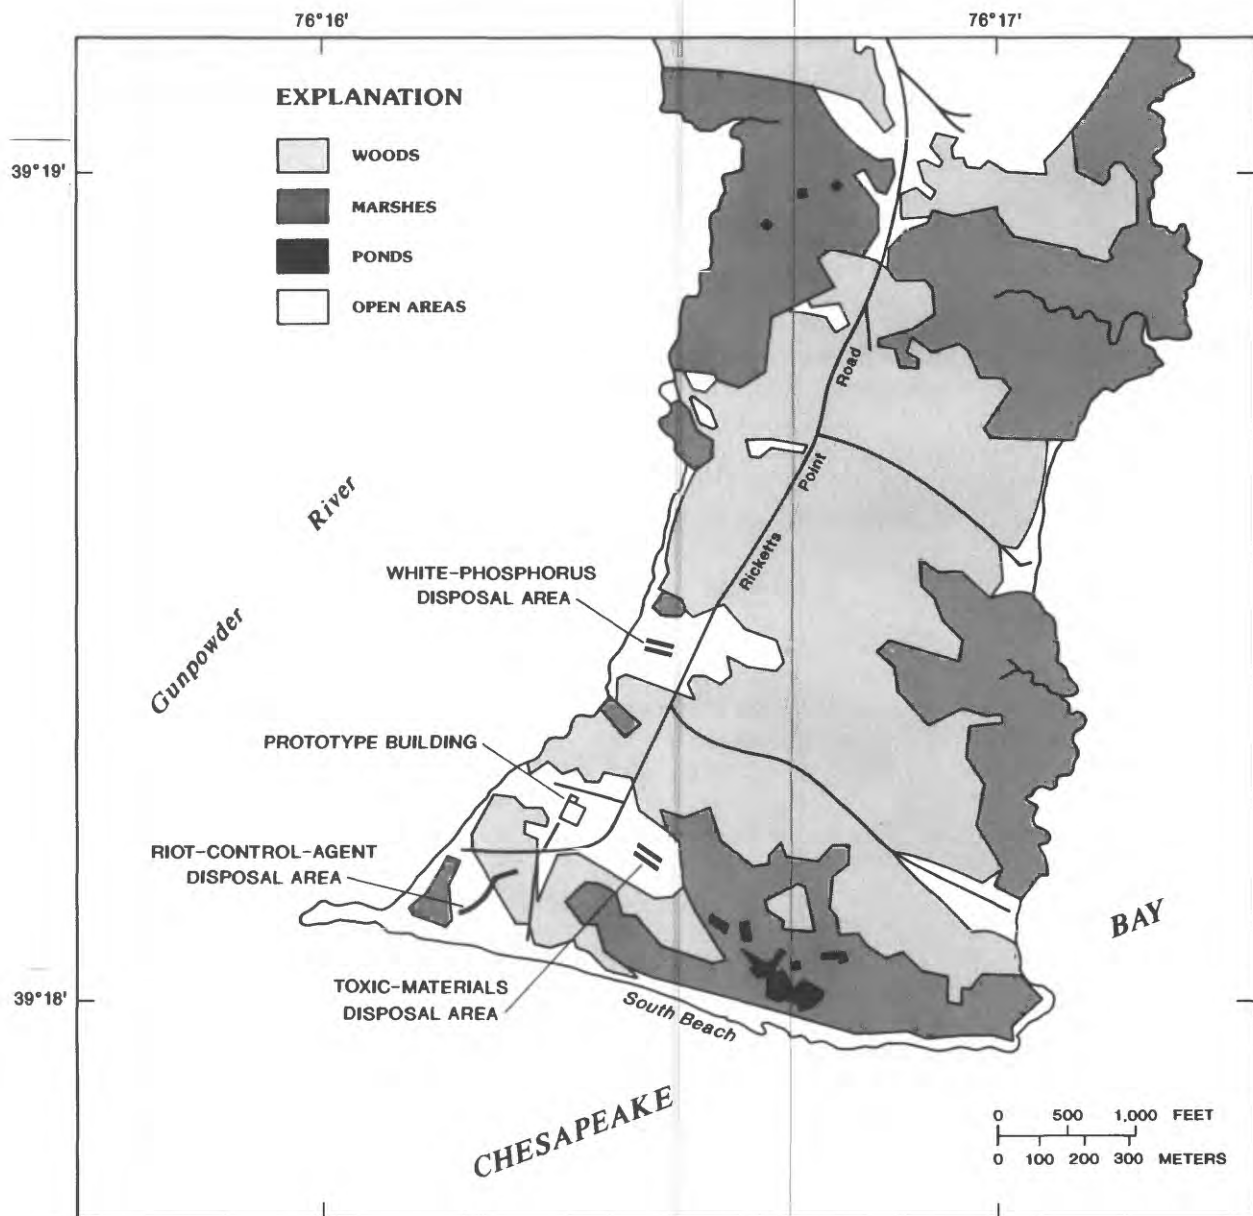 76°16'
76°17'
EXPLANATION
WOODS
MARSHES
PONDS
OPEN AREAS
39°19'
Road
Point
Ricketts
River
Gunpowder
WHITE-PHOSPHORUS
DISPOSAL AREA
PROTOTYPE BUILDING
RIOT-CONTROL-AGENT
DISPOSAL AREA
BAY
TOXIC-MATERIALS
DISPOSAL AREA
39°18'
South Beach
CHESAPEAKE
0 500 1,000 FEET
0 100 200 300 METERS